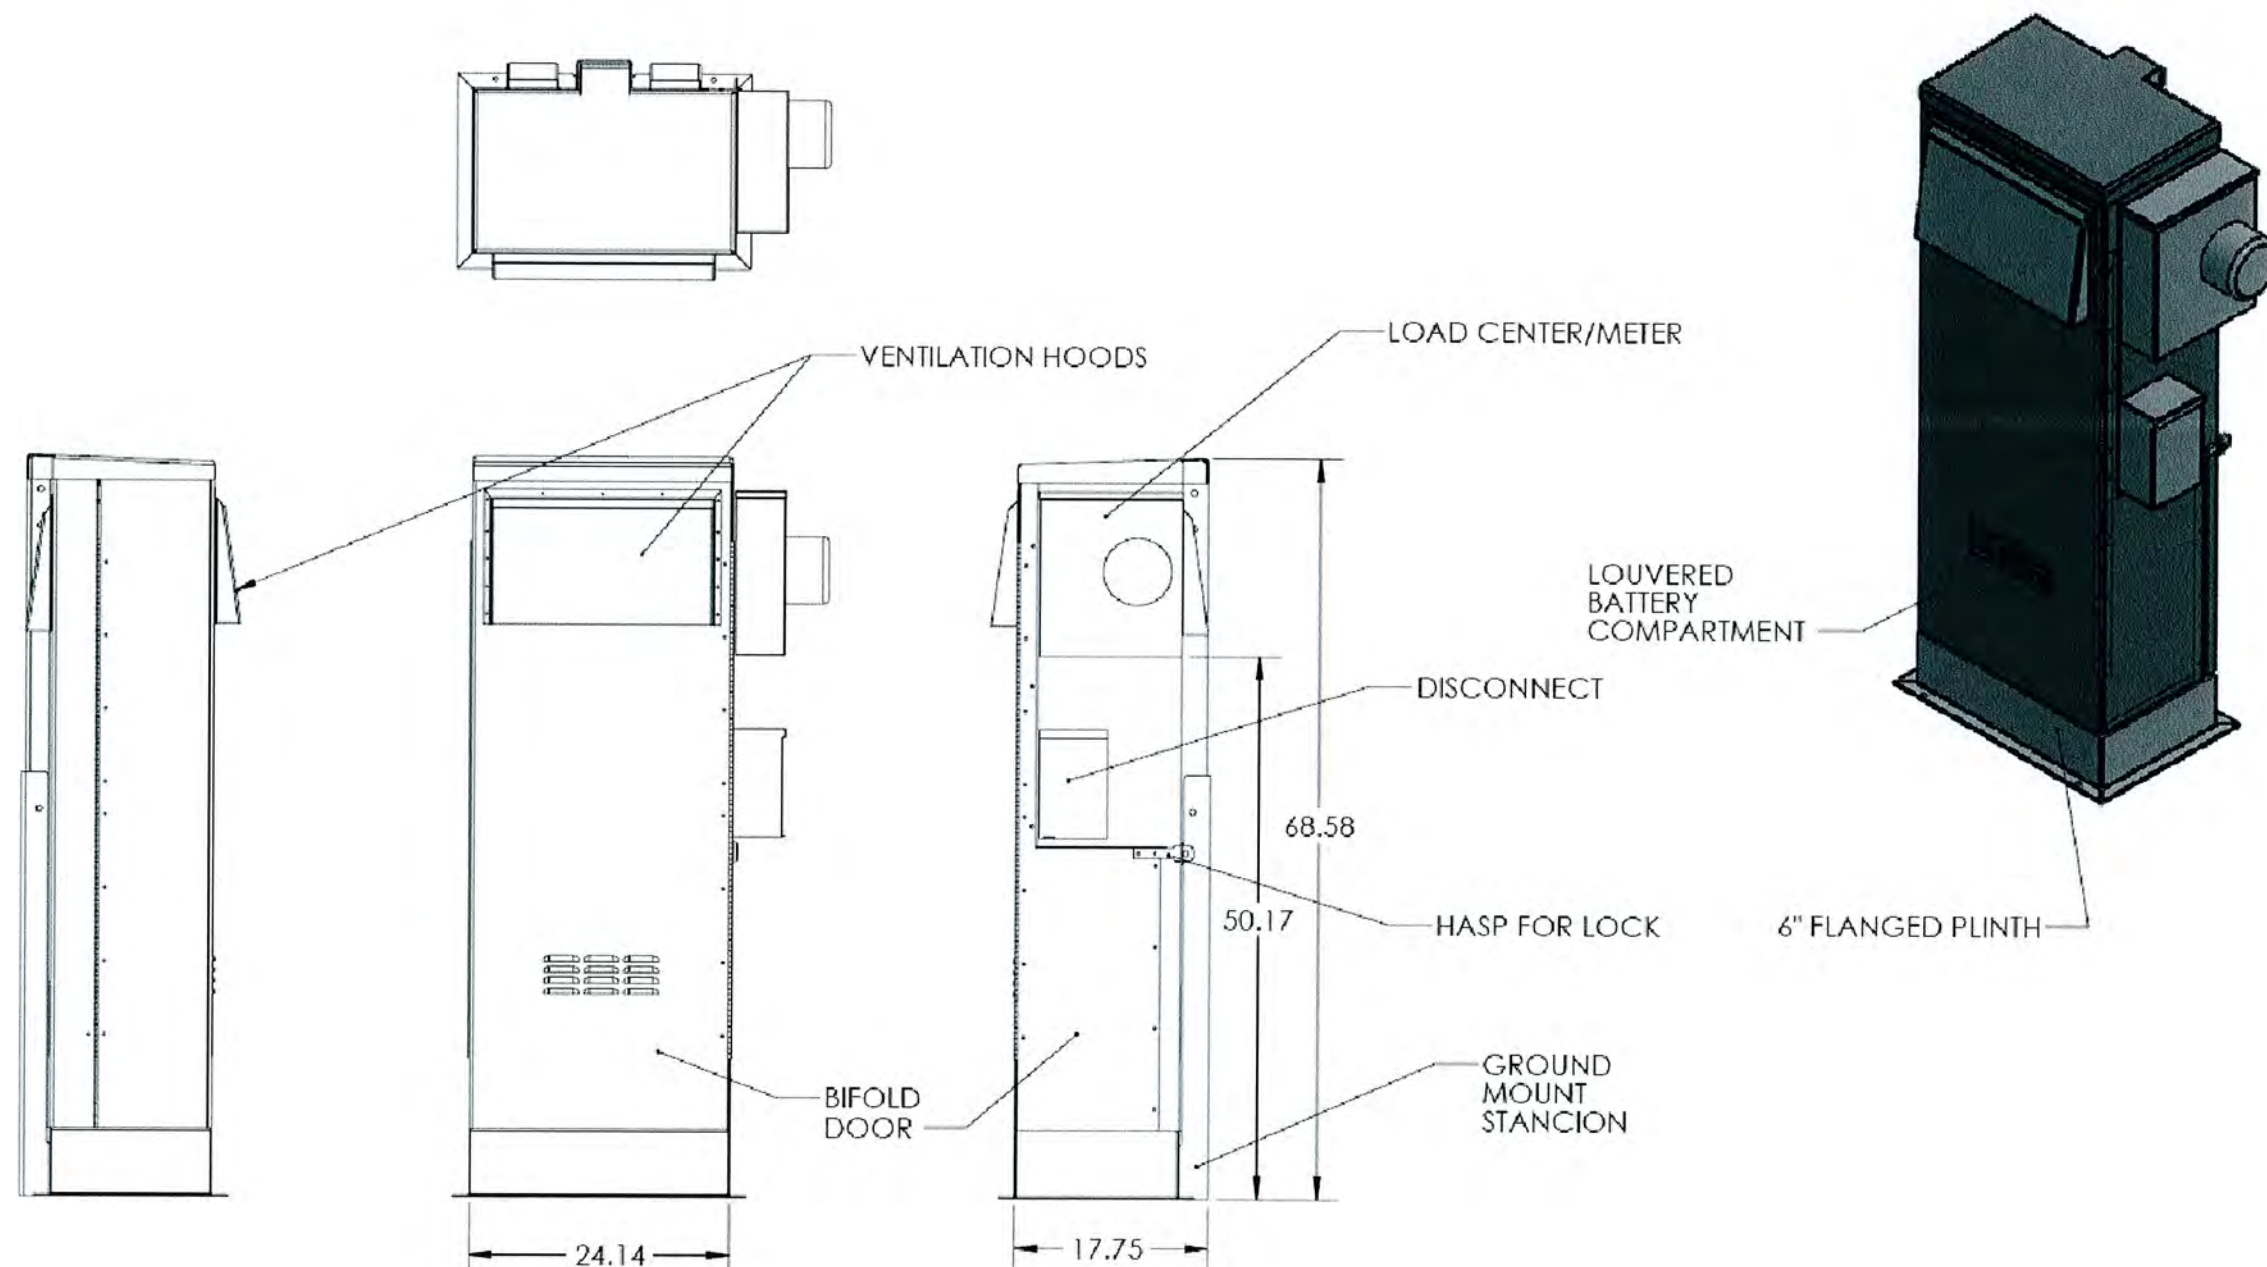 VENTILATION HOODS
LOAD CENTER/METER
LOUVERED
BATTERY
COMPARTMENT
DISCONNECT
68.58
50.17
HASP FOR LOCK
6" FLANGED PLINTH
GROUND
MOUNT
STANCION
BIFOLD
DOOR
24.14
17.75